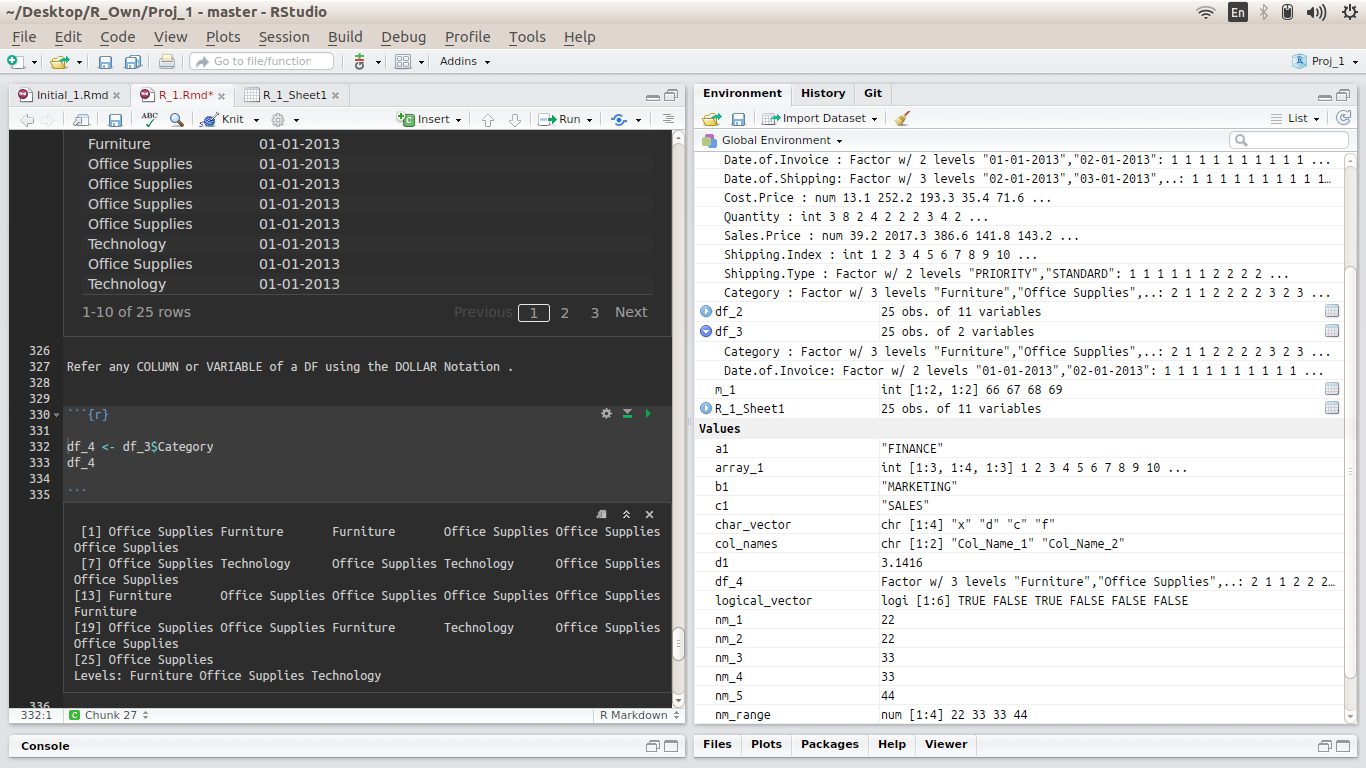 ~/Desktop/R_Own/Proj_1 - master - RStudio
En
File Edit Code View Plots Session Build Debug Profile Tools Help
Go to file/function
Addins
Proj_1
Initial_1.Rmd
R_1.Rmd*
R_1_Sheet1
ABC
Knit
Insert
Run
Furniture 01-01-2013
Office Supplies 01-01-2013
Office Supplies 01-01-2013
Office Supplies 01-01-2013
Office Supplies 01-01-2013
Technology 01-01-2013
Office Supplies 01-01-2013
Technology 01-01-2013
1-10 of 25 rows
Previous 1 2 3 Next
326
327 Refer any COLUMN or VARIABLE of a DF using the DOLLAR Notation .
328
329
330 ```{r}
331
332 df_4 <- df_3$Category
333 df_4
334
335 ```
[1] Office Supplies Furniture Furniture Office Supplies Office Supplies
Office Supplies
[7] Office Supplies Technology Office Supplies Technology Office Supplies
Office Supplies
[13] Furniture Office Supplies Office Supplies Office Supplies Office Supplies
Furniture
[19] Office Supplies Office Supplies Furniture Technology Office Supplies
Office Supplies
[25] Office Supplies
Levels: Furniture Office Supplies Technology
336
332:1 C Chunk 27 R Markdown
Console
Environment History Git
Import Dataset
List
Global Environment
Date.of.Invoice : Factor w/ 2 levels "01-01-2013","02-01-2013": 1 1 1 1 1 1 1 1 1 1 ...
Date.of.Shipping: Factor w/ 3 levels "02-01-2013","03-01-2013",..: 1 1 1 1 1 1 1 1 1 1…
Cost.Price : num 13.1 252.2 193.3 35.4 71.6 ...
Quantity : int 3 8 2 4 2 2 2 3 4 2 ...
Sales.Price : num 39.2 2017.3 386.6 141.8 143.2 ...
Shipping.Index : int 1 2 3 4 5 6 7 8 9 10 ...
Shipping.Type : Factor w/ 2 levels "PRIORITY","STANDARD": 1 1 1 1 1 1 2 2 2 2 ...
Category : Factor w/ 3 levels "Furniture","Office Supplies",..: 2 1 1 2 2 2 2 3 2 3 ...
df_2 25 obs. of 11 variables
df_3 25 obs. of 2 variables
Category : Factor w/ 3 levels "Furniture","Office Supplies",..: 2 1 1 2 2 2 2 3 2 3 ...
Date.of.Invoice: Factor w/ 2 levels "01-01-2013","02-01-2013": 1 1 1 1 1 1 1 1 1 1 ...
m_1 int [1:2, 1:2] 66 67 68 69
R_1_Sheet1 25 obs. of 11 variables
Values
a1 "FINANCE"
array_1 int [1:3, 1:4, 1:3] 1 2 3 4 5 6 7 8 9 10 ...
b1 "MARKETING"
c1 "SALES"
char_vector chr [1:4] "x" "d" "c" "f"
col_names chr [1:2] "Col_Name_1" "Col_Name_2"
d1 3.1416
df_4 Factor w/ 3 levels "Furniture","Office Supplies",..: 2 1 1 2 2 2…
logical_vector logi [1:6] TRUE FALSE TRUE FALSE FALSE FALSE
nm_1 22
nm_2 22
nm_3 33
nm_4 33
nm_5 44
nm_range num [1:4] 22 33 33 44
Files Plots Packages Help Viewer